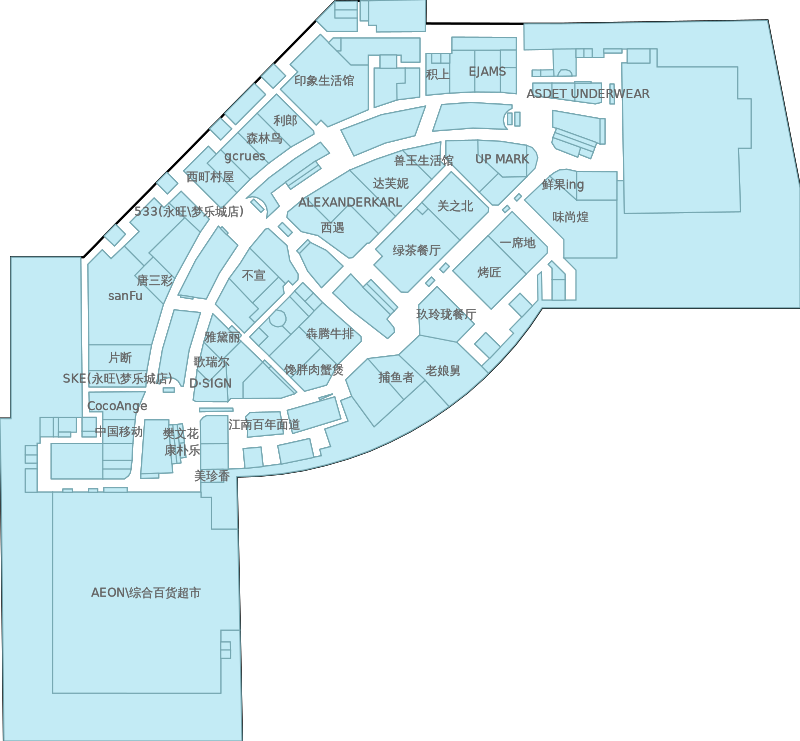 积上
EJAMS
印象生活馆
ASDET UNDERWEAR
利郎
森林鸟
gcrues
兽玉生活馆
UP MARK
西町村屋
达芙妮
鲜果Ing
ALEXANDERKARL
关之北
533(永旺\梦乐城店)
味尚煌
西遇
一席地
绿茶餐厅
不宣
烤匠
唐三彩
sanFu
玖玲珑餐厅
雅黛丽
犇腾牛排
片断
歌瑞尔
馋胖肉蟹煲
老娘舅
SKE(永旺\梦乐城店)
D·SIGN
捕鱼者
CocoAnge
江南百年面道
中国移动
樊文花
康朴乐
美珍香
AEON\综合百货超市